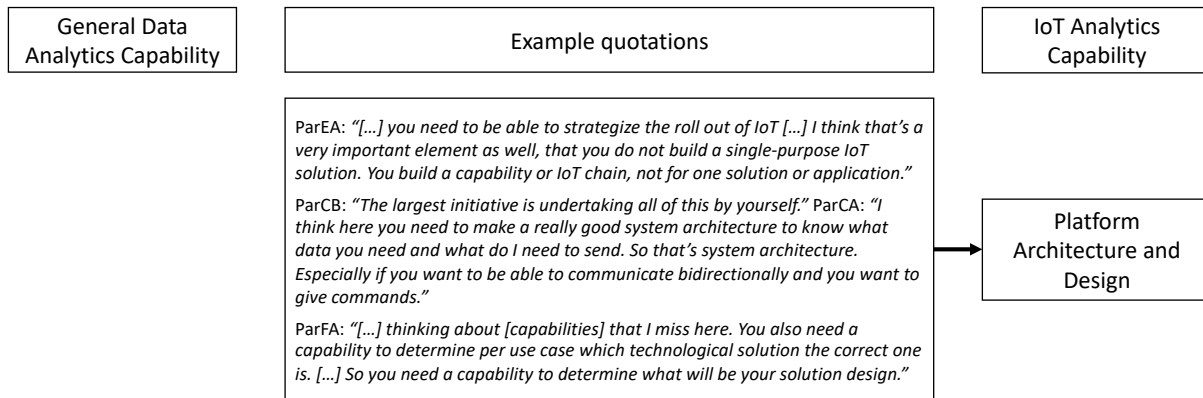 General Data
Analytics Capability
Example quotations
IoT Analytics
Capability
ParEA: “[…] you need to be able to strategize the roll out of IoT […] I think that’s a
very important element as well, that you do not build a single-purpose IoT
solution. You build a capability or IoT chain, not for one solution or application.”
ParCB: “The largest initiative is undertaking all of this by yourself.” ParCA: “I
think here you need to make a really good system architecture to know what
data you need and what do I need to send. So that’s system architecture.
Especially if you want to be able to communicate bidirectionally and you want to
give commands.”
ParFA: “[…] thinking about [capabilities] that I miss here. You also need a
capability to determine per use case which technological solution the correct one
is. […] So you need a capability to determine what will be your solution design.”
Platform
Architecture and
Design